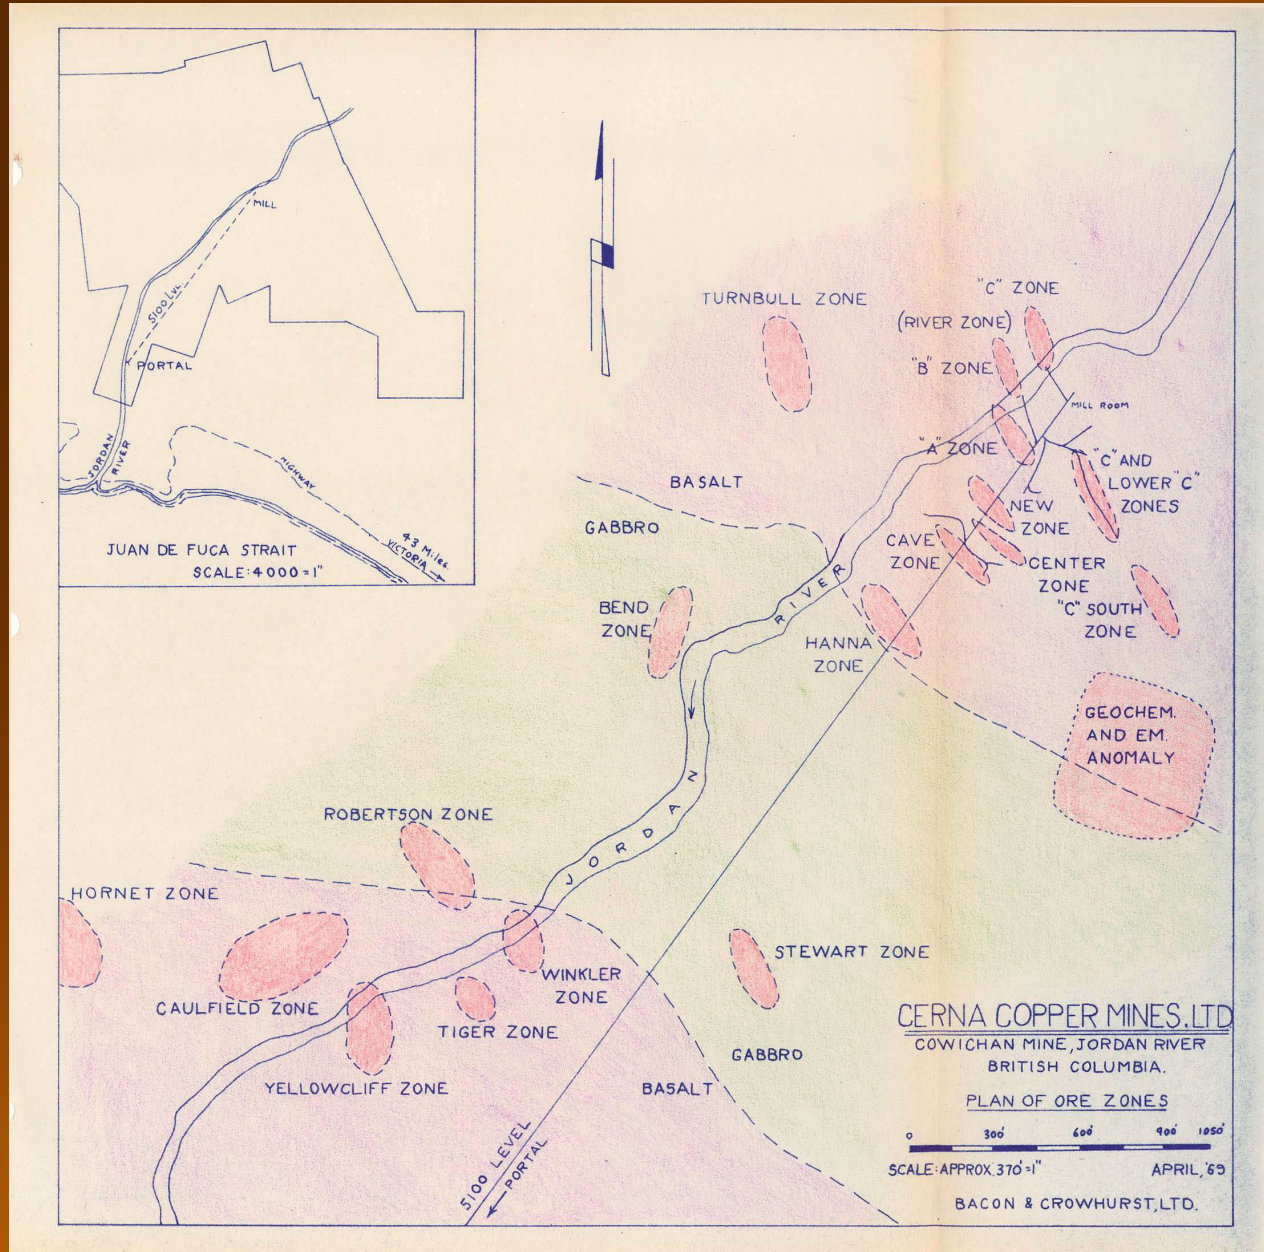 MILL
5100 LVL
PORTAL
JORDAN
RIVER
HIGHWAY
43 Miles
VICTORIA
JUAN DE FUCA STRAIT
SCALE: 4000 = 1"
TURNBULL ZONE
"C" ZONE
(RIVER ZONE)
"B" ZONE
MILL ROOM
"A" ZONE
"C" AND
LOWER "C"
ZONES
BASALT
GABBRO
NEW
ZONE
CAVE
ZONE
CENTER
ZONE
"C" SOUTH
ZONE
BEND
ZONE
RIVER
HANNA
ZONE
GEOCHEM.
AND EM.
ANOMALY
JORDAN
ROBERTSON ZONE
HORNET ZONE
CAULFIELD ZONE
WINKLER
ZONE
TIGER ZONE
YELLOWCLIFF ZONE
STEWART ZONE
GABBRO
BASALT
5100 LEVEL
PORTAL
CERNA COPPER MINES, LTD
COWICHAN MINE, JORDAN RIVER
BRITISH COLUMBIA.
PLAN OF ORE ZONES
0 300' 600' 900' 1050'
SCALE: APPROX. 370' = 1" APRIL, '69
BACON & CROWHURST, LTD.